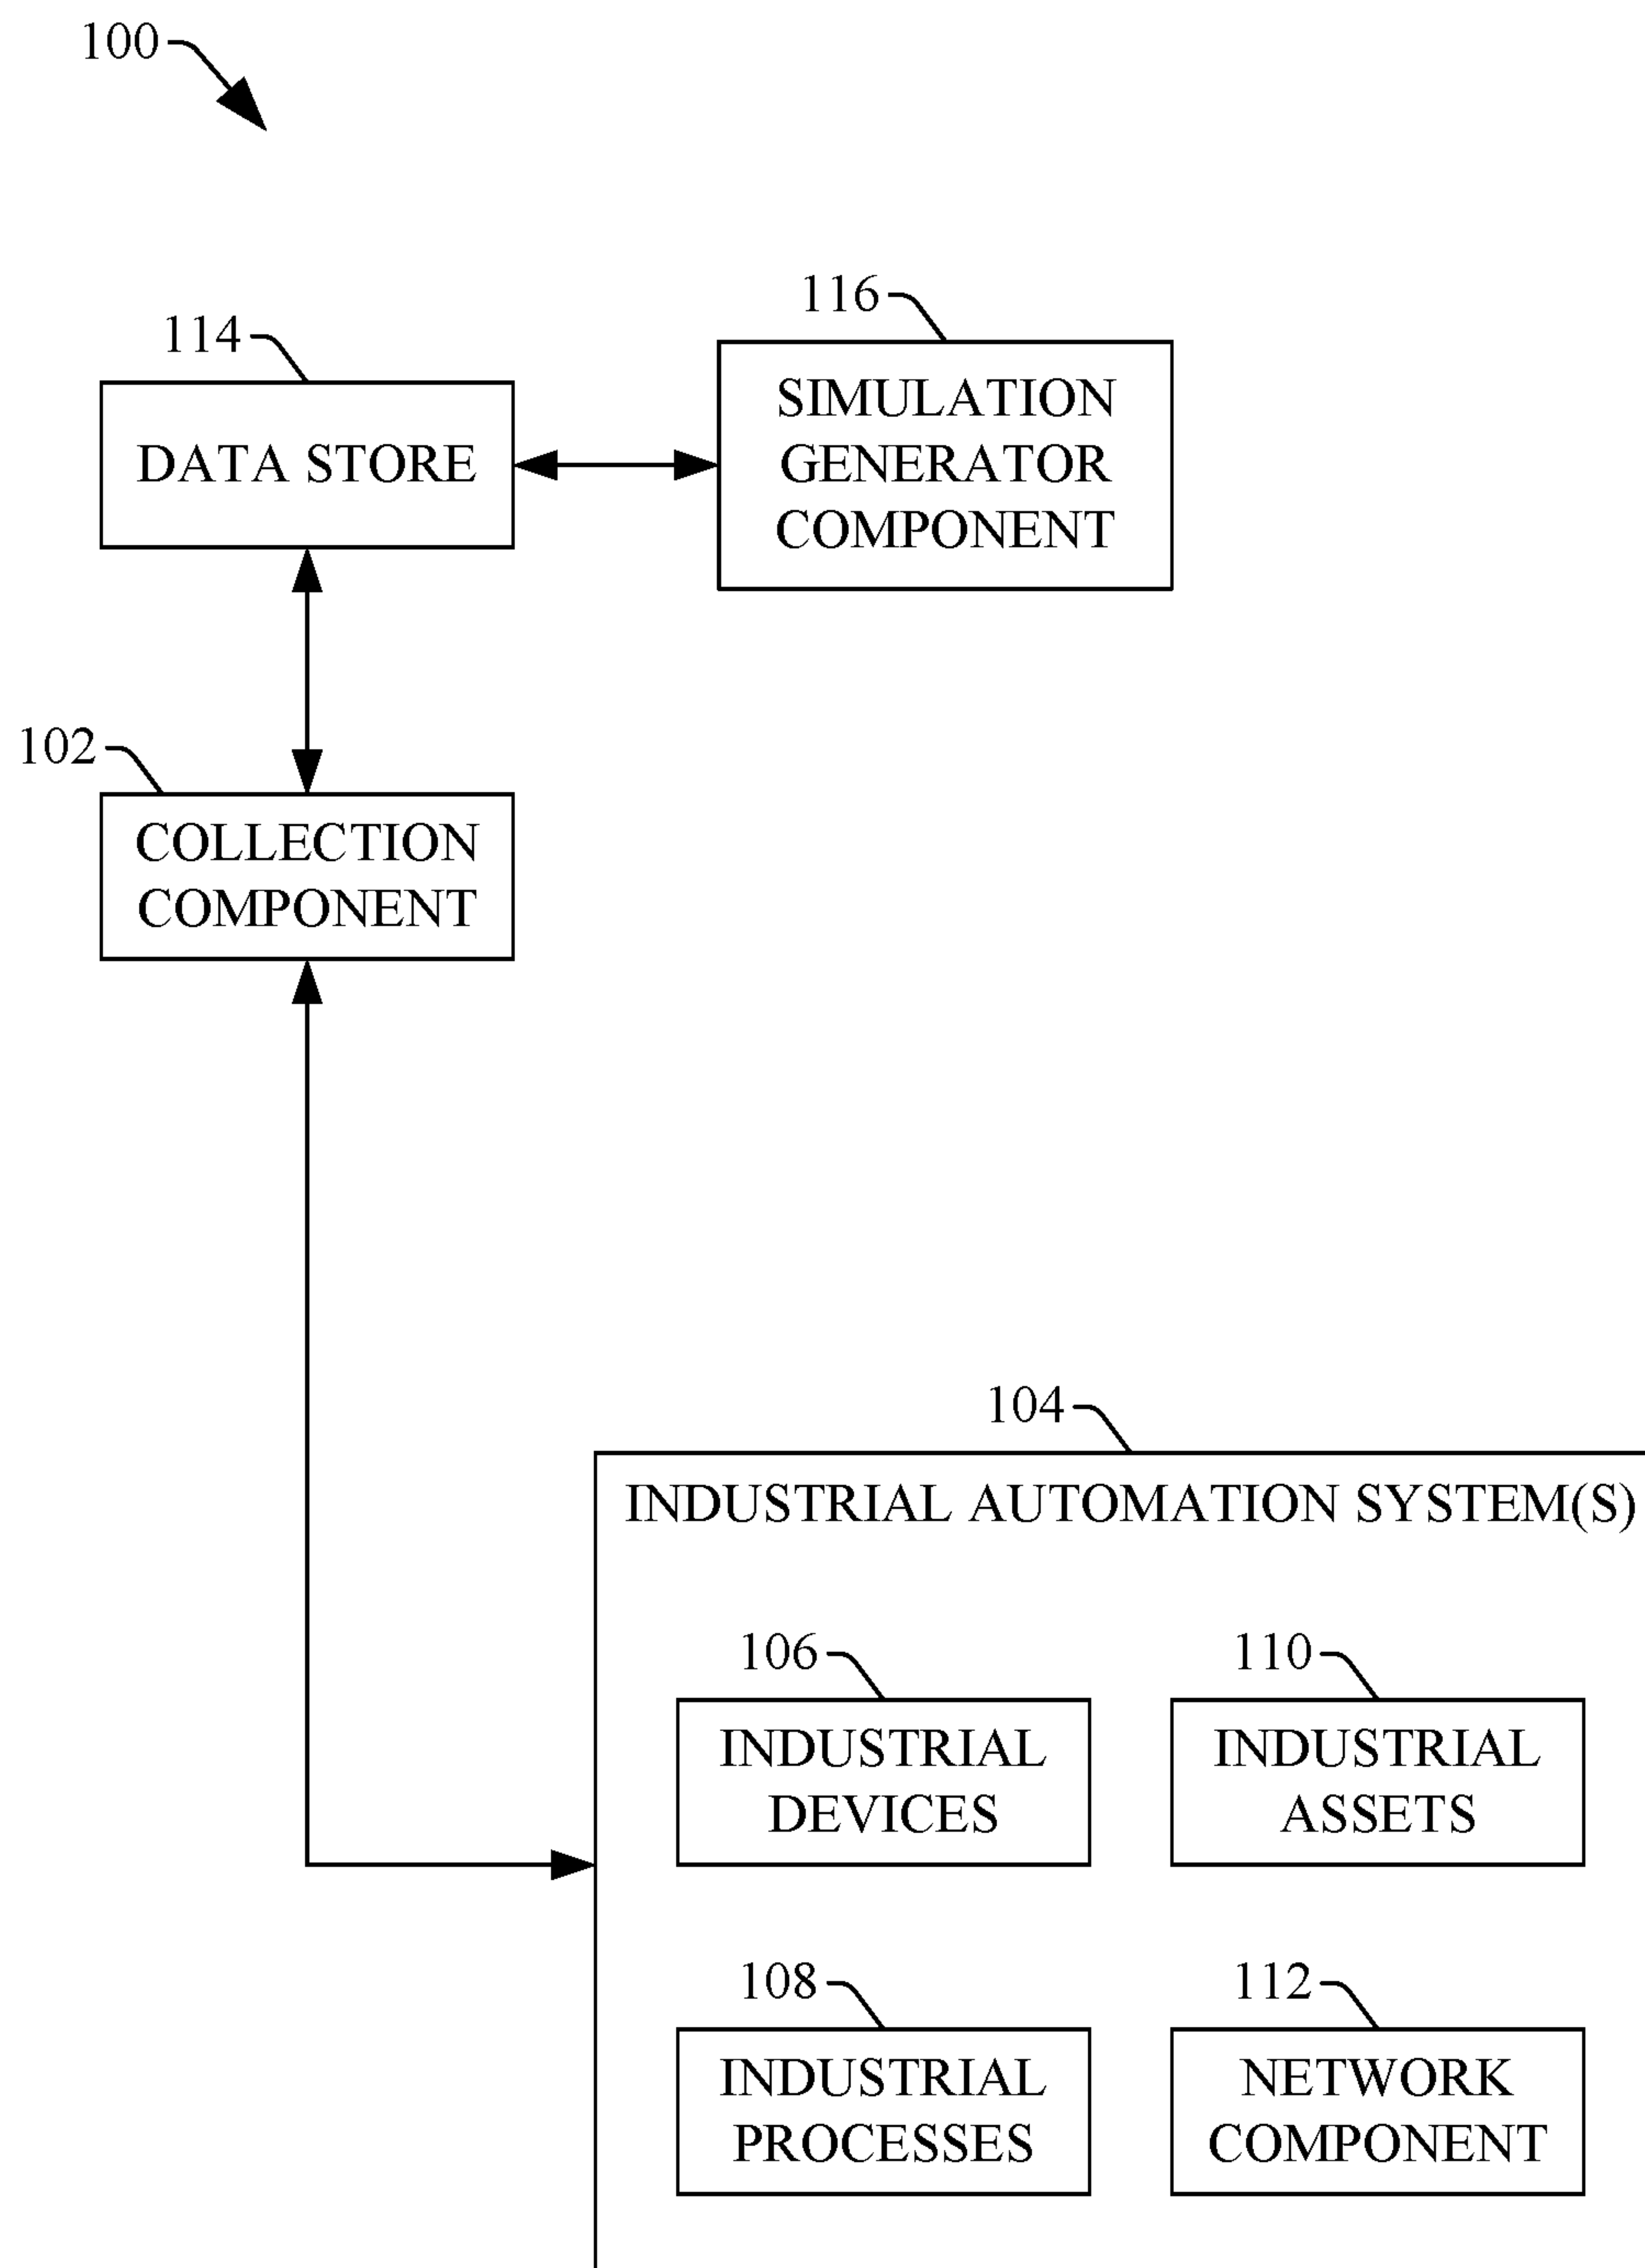 100
116
114
SIMULATION
GENERATOR
COMPONENT
DATA STORE
102
COLLECTION
COMPONENT
104
INDUSTRIAL AUTOMATION SYSTEM(S)
106
110
INDUSTRIAL
DEVICES
INDUSTRIAL
ASSETS
108
112
INDUSTRIAL
PROCESSES
NETWORK
COMPONENT